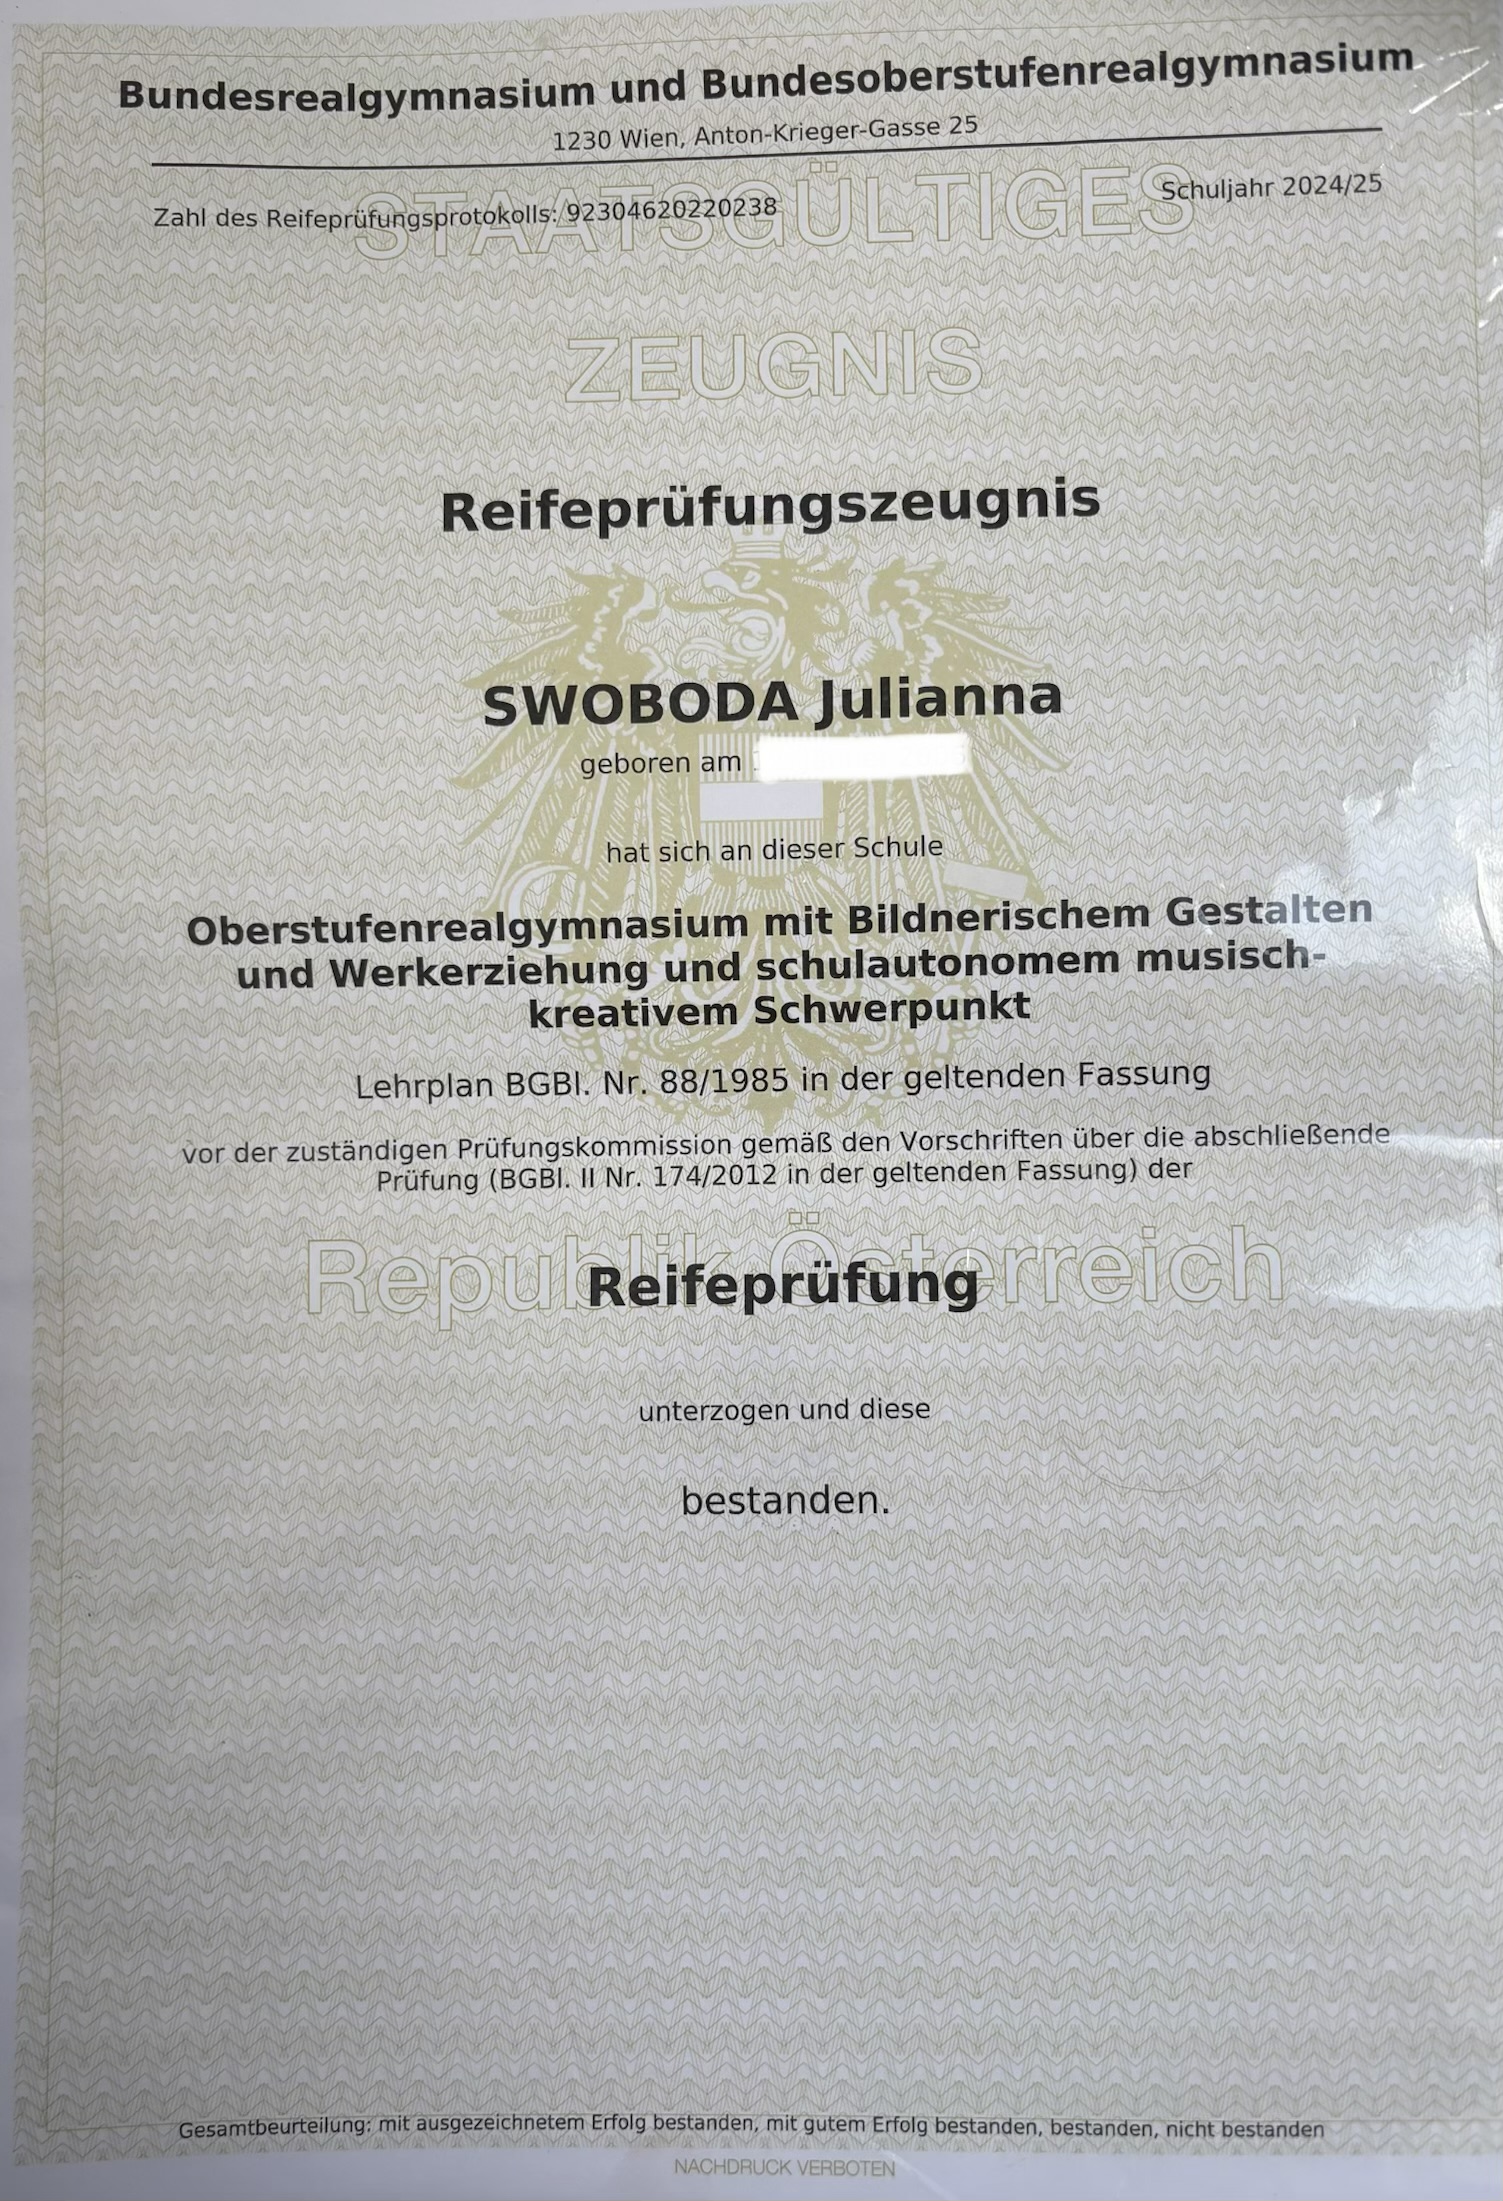 Bundesrealgymnasium und Bundesoberstufenrealgymnasium
1230 Wien, Anton-Krieger-Gasse 25
Schuljahr 2024/25
Zahl des Reifeprüfungsprotokolls: 92304620220238
STAATSGÜLTIGES
ZEUGNIS
Reifeprüfungszeugnis
SWOBODA Julianna
geboren am
hat sich an dieser Schule
Oberstufenrealgymnasium mit Bildnerischem Gestalten
und Werkerziehung und schulautonomem musisch-
kreativem Schwerpunkt
Lehrplan BGBl. Nr. 88/1985 in der geltenden Fassung
vor der zuständigen Prüfungskommission gemäß den Vorschriften über die abschließende
Prüfung (BGBl. II Nr. 174/2012 in der geltenden Fassung) der
Republik Österreich
Reifeprüfung
unterzogen und diese
bestanden.
Gesamtbeurteilung: mit ausgezeichnetem Erfolg bestanden, mit gutem Erfolg bestanden, bestanden, nicht bestanden
NACHDRUCK VERBOTEN